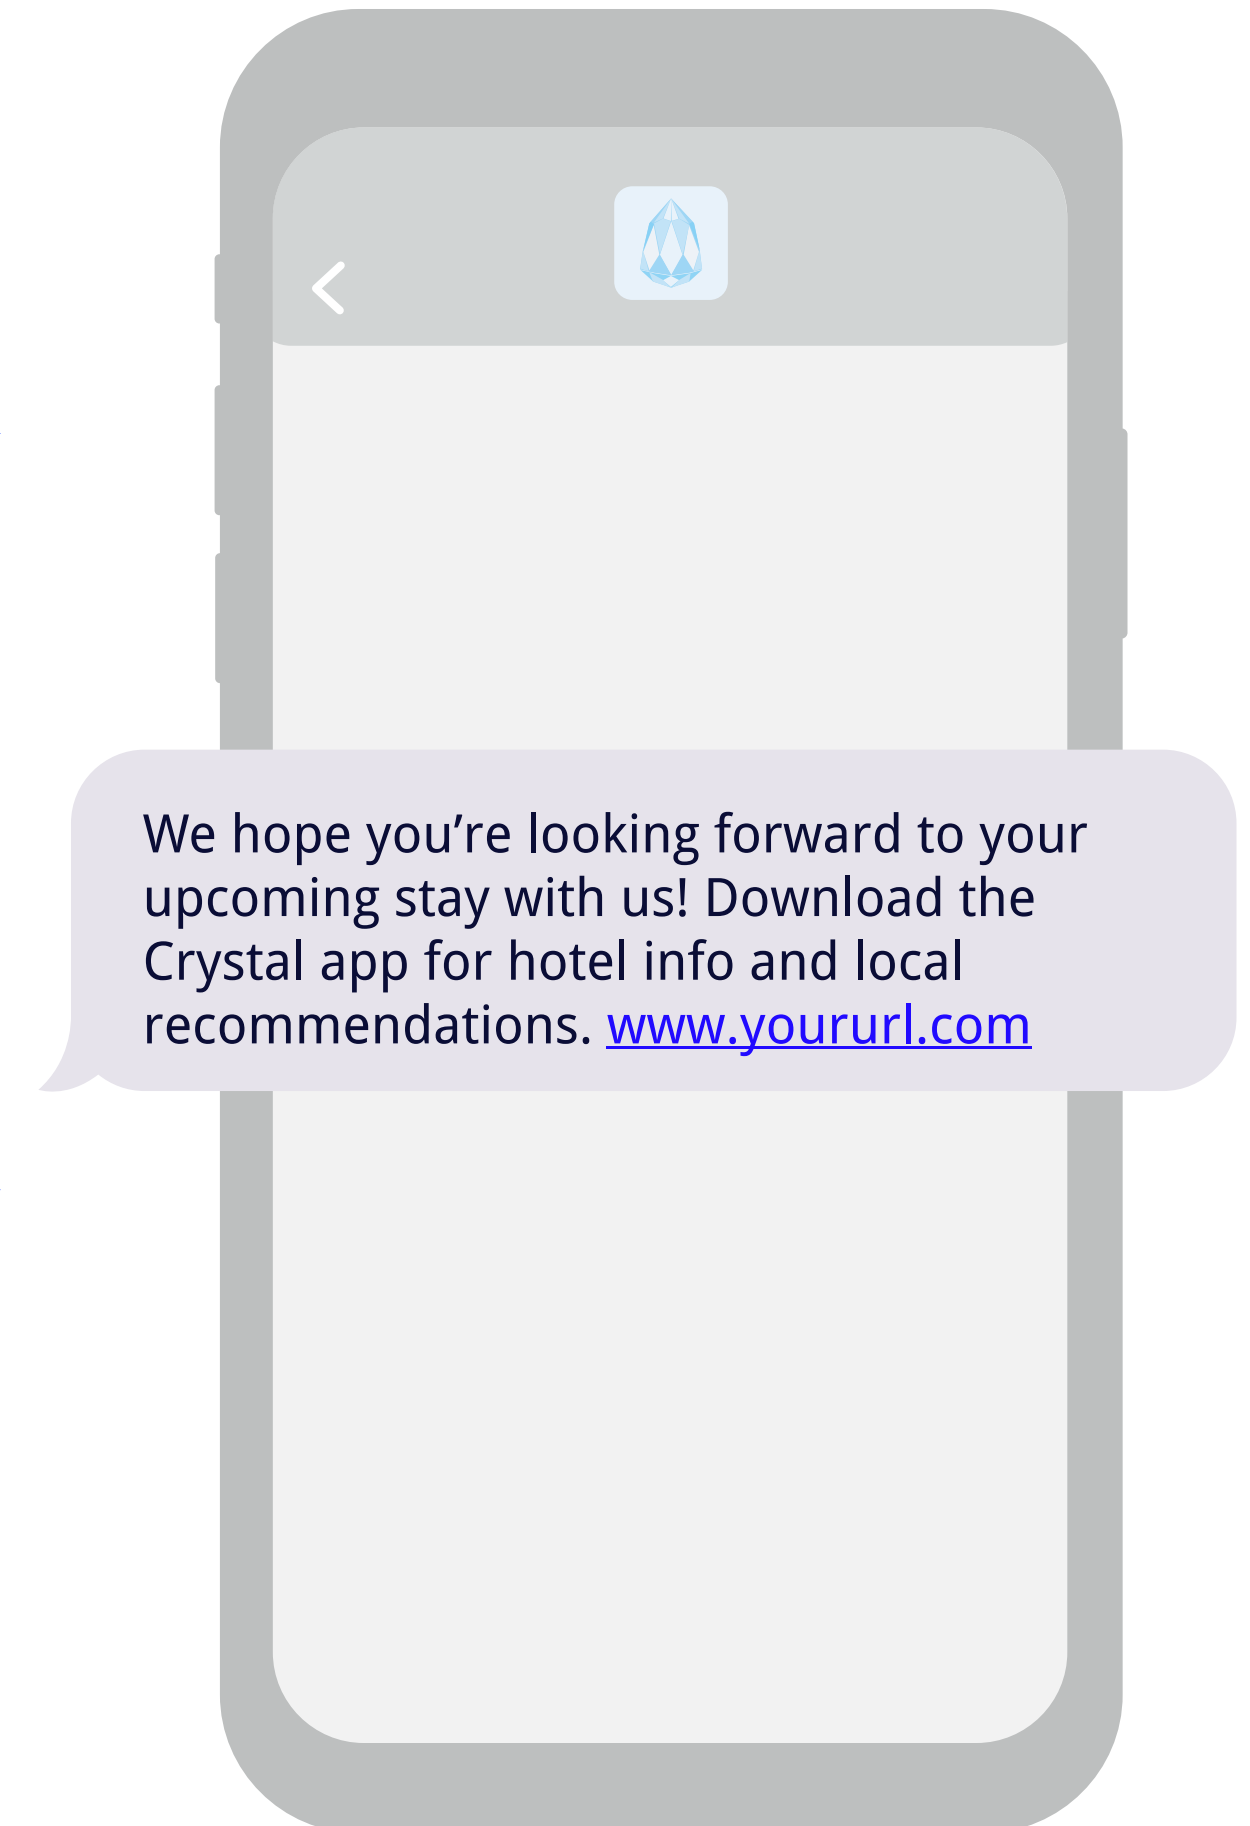 We hope you’re looking forward to your
upcoming stay with us! Download the
Crystal app for hotel info and local
recommendations. www.yoururl.com